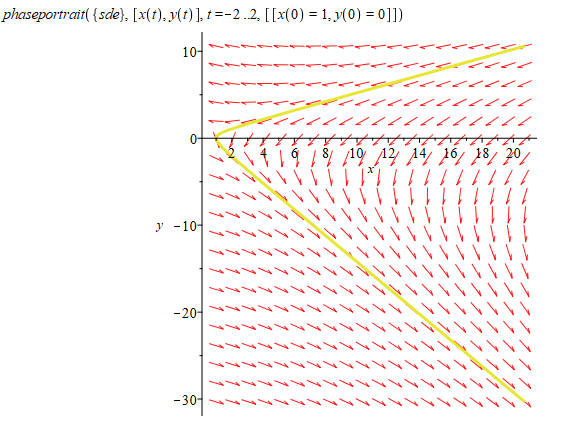 phaseportrait({sde}, [x(t), y(t)], t = −2 ..2, [[x(0) = 1, y(0) = 0]])
10
0
2 4 6 8 10 12 14 16 18 20
x
y −10
−20
−30